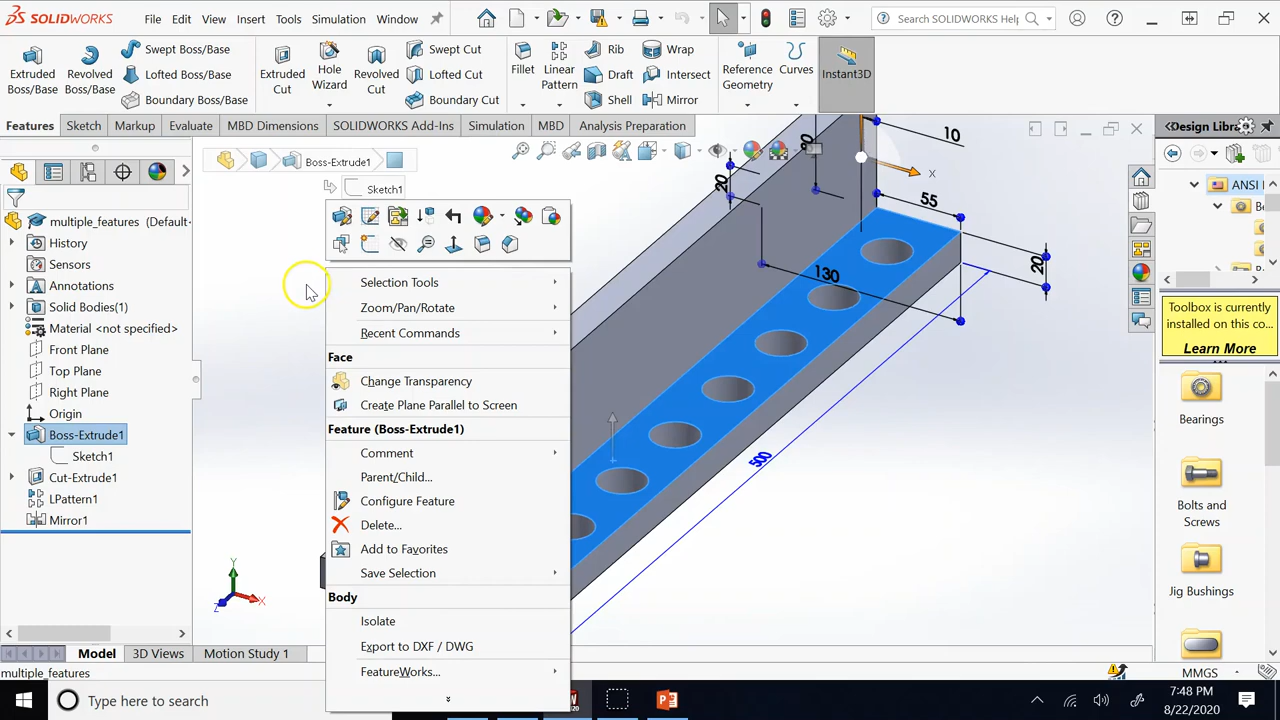 SOLIDWORKS File Edit View Insert Tools Simulation Window Search SOLIDWORKS Help
Extruded Boss/Base
Revolved Boss/Base
Swept Boss/Base
Lofted Boss/Base
Boundary Boss/Base
Extruded Cut
Hole Wizard
Revolved Cut
Swept Cut
Lofted Cut
Boundary Cut
Fillet
Linear Pattern
Rib
Draft
Shell
Wrap
Intersect
Mirror
Reference Geometry
Curves
Instant3D
Features Sketch Markup Evaluate MBD Dimensions SOLIDWORKS Add-Ins Simulation MBD Analysis Preparation
Boss-Extrude1
Sketch1
multiple_features
History
Sensors
Annotations
Solid Bodies(1)
Material <not specified>
Front Plane
Top Plane
Right Plane
Origin
Boss-Extrude1
Sketch1
Cut-Extrude1
LPattern1
Mirror1
Selection Tools
Zoom/Pan/Rotate
Recent Commands
Face
Change Transparency
Create Plane Parallel to Screen
Feature (Boss-Extrude1)
Comment
Parent/Child...
Configure Feature
Delete...
Add to Favorites
Save Selection
Body
Isolate
Export to DXF / DWG
FeatureWorks...
10
x
20
55
130
20
500
Y
X
Z
Design Libra
ANSI
Be
Toolbox is currently
installed on this co...
Learn More
Bearings
Bolts and
Screws
Jig Bushings
Model 3D Views Motion Study 1
multiple_features
MMGS
Type here to search
7:48 PM
8/22/2020